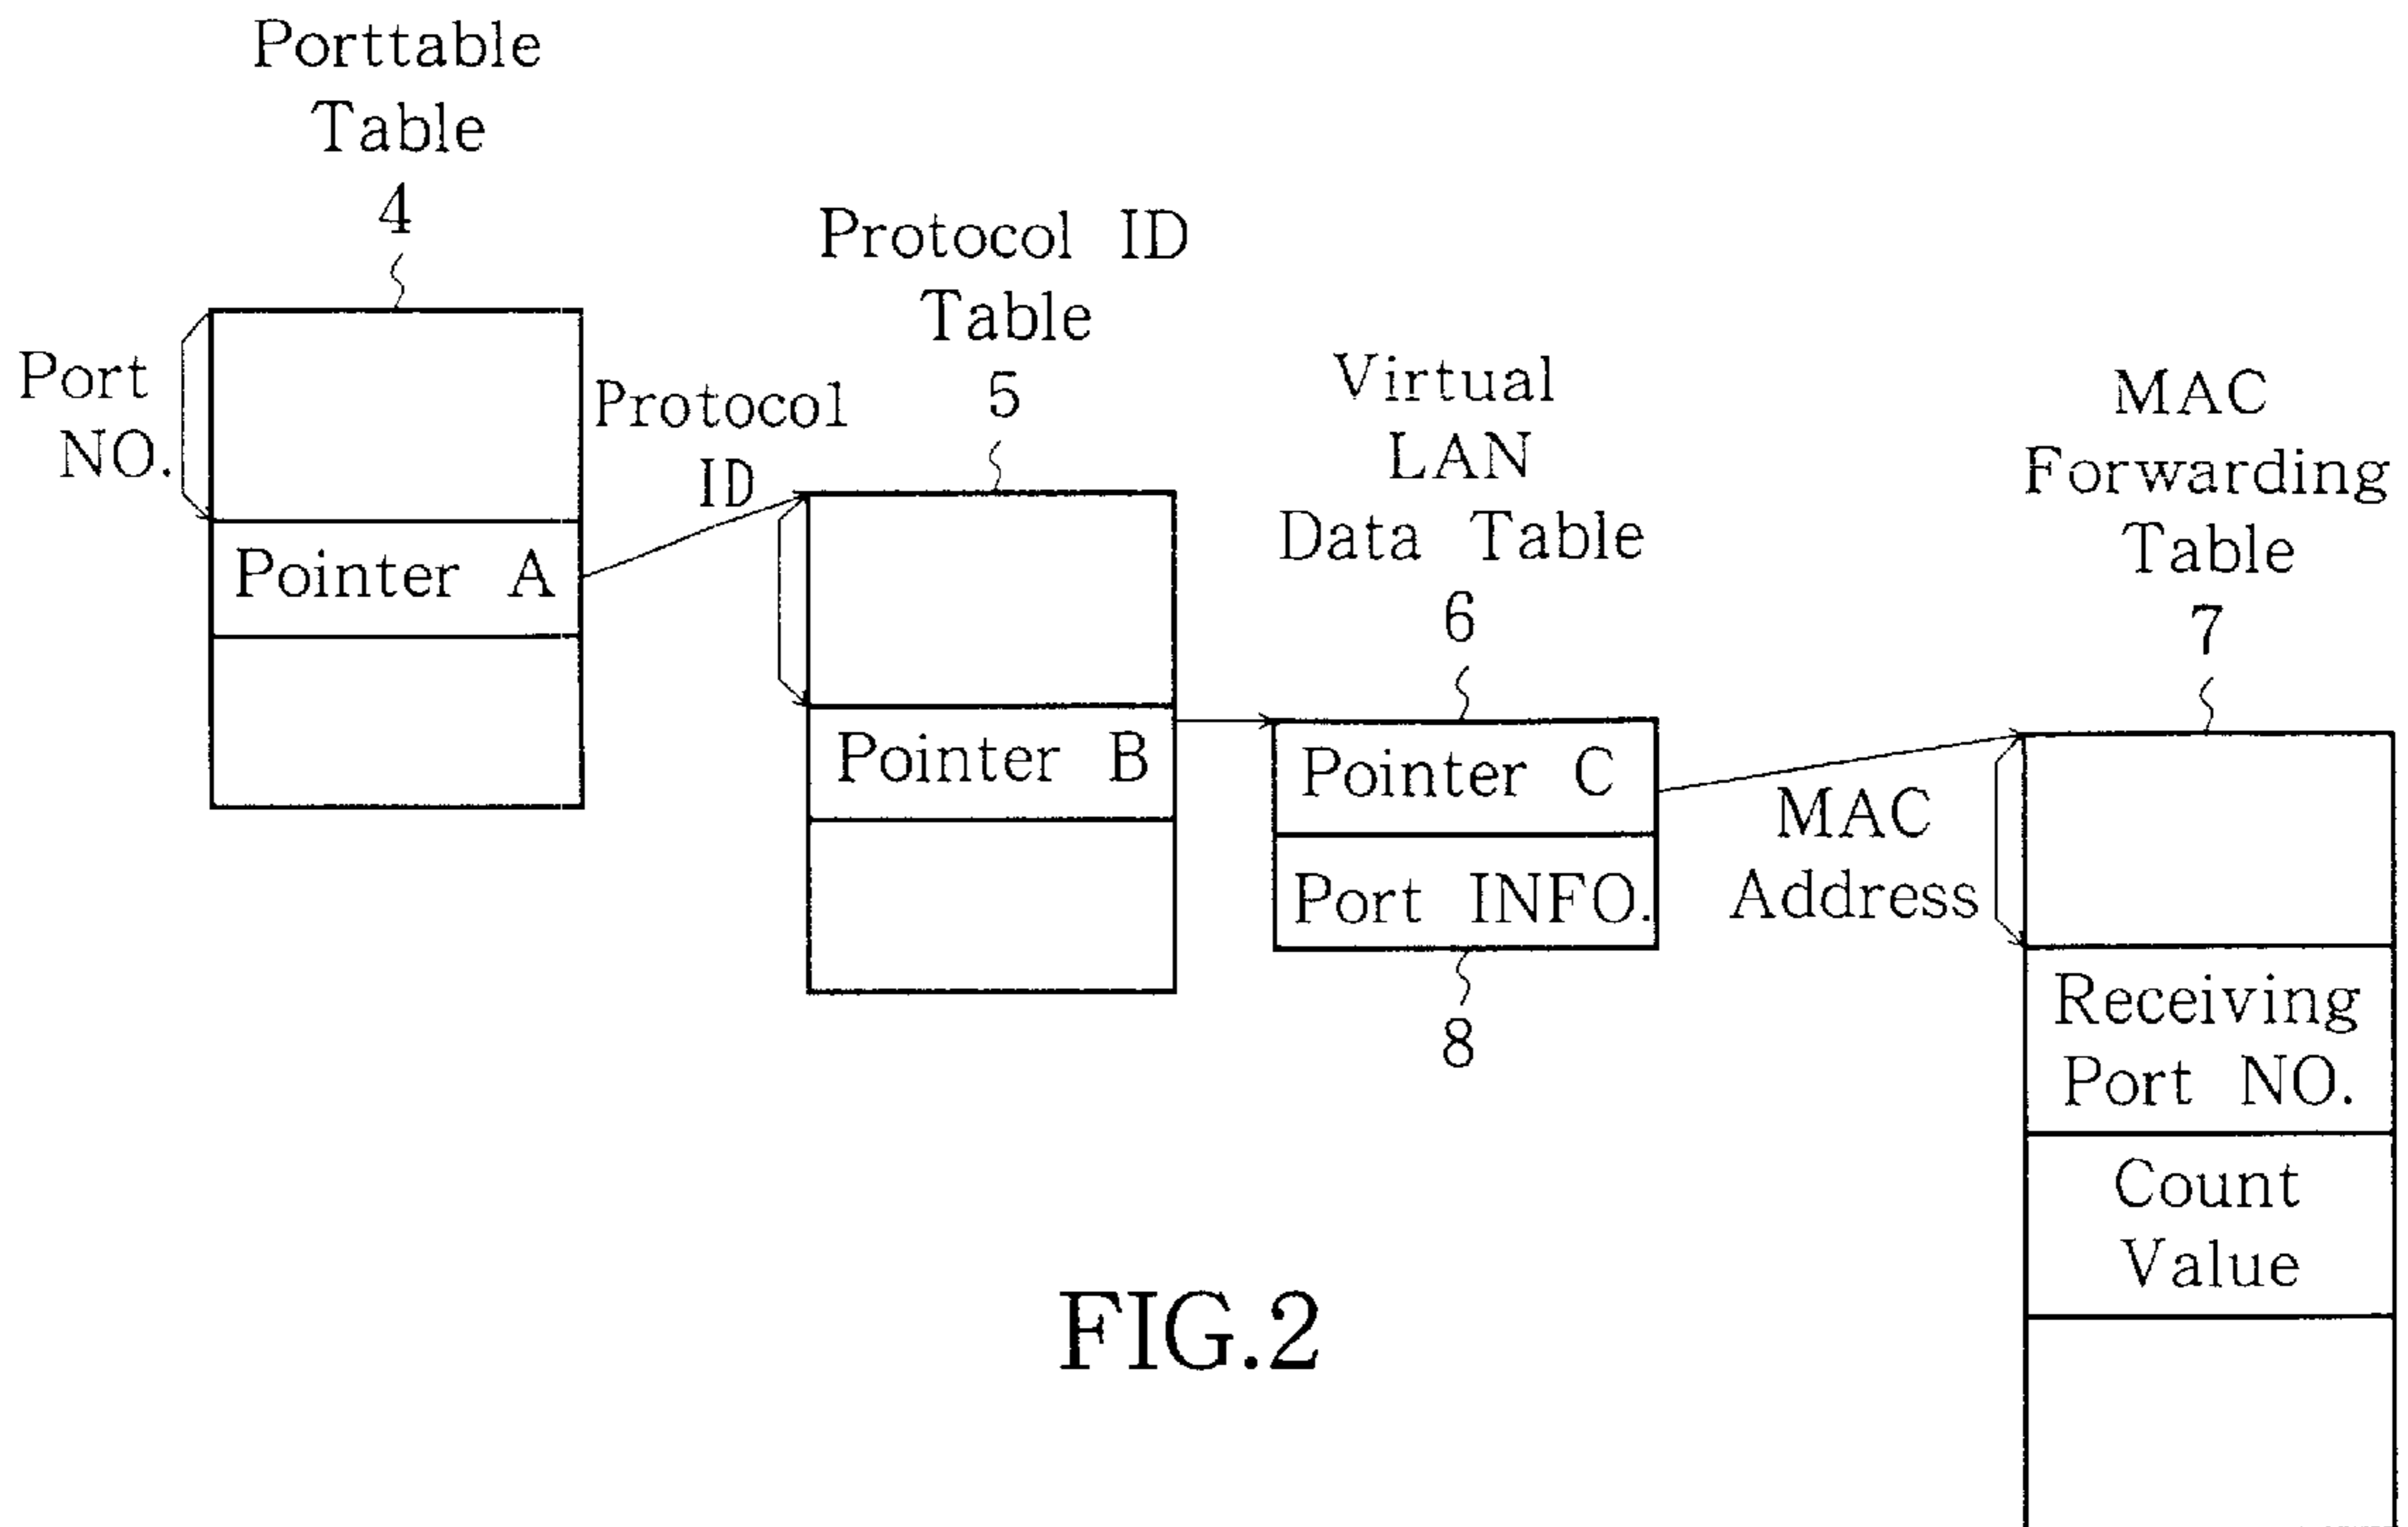 Porttable
Table
4
Port
NO.
Pointer A
Protocol
ID
Protocol ID
Table
5
Pointer B
Virtual
LAN
Data Table
6
Pointer C
Port INFO.
8
MAC
Address
MAC
Forwarding
Table
7
Receiving
Port NO.
Count
Value
FIG.2